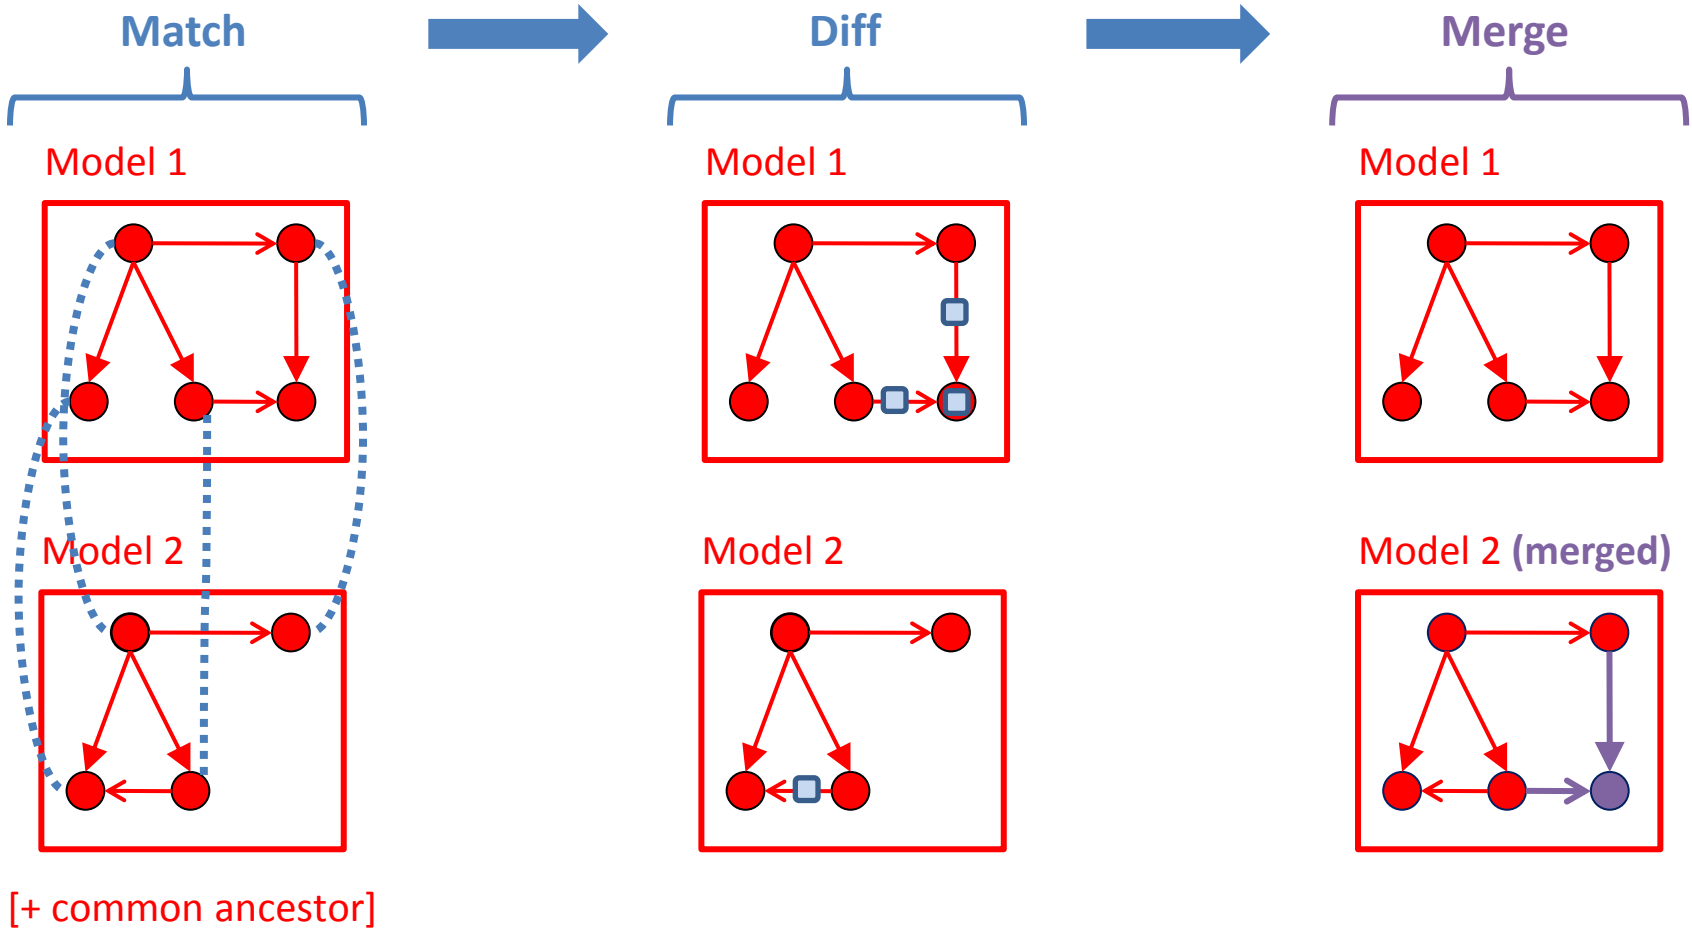 Match
Diff
Merge
Model 1
Model 1
Model 1
Model 2
Model 2
Model 2 (merged)
[+ common ancestor]